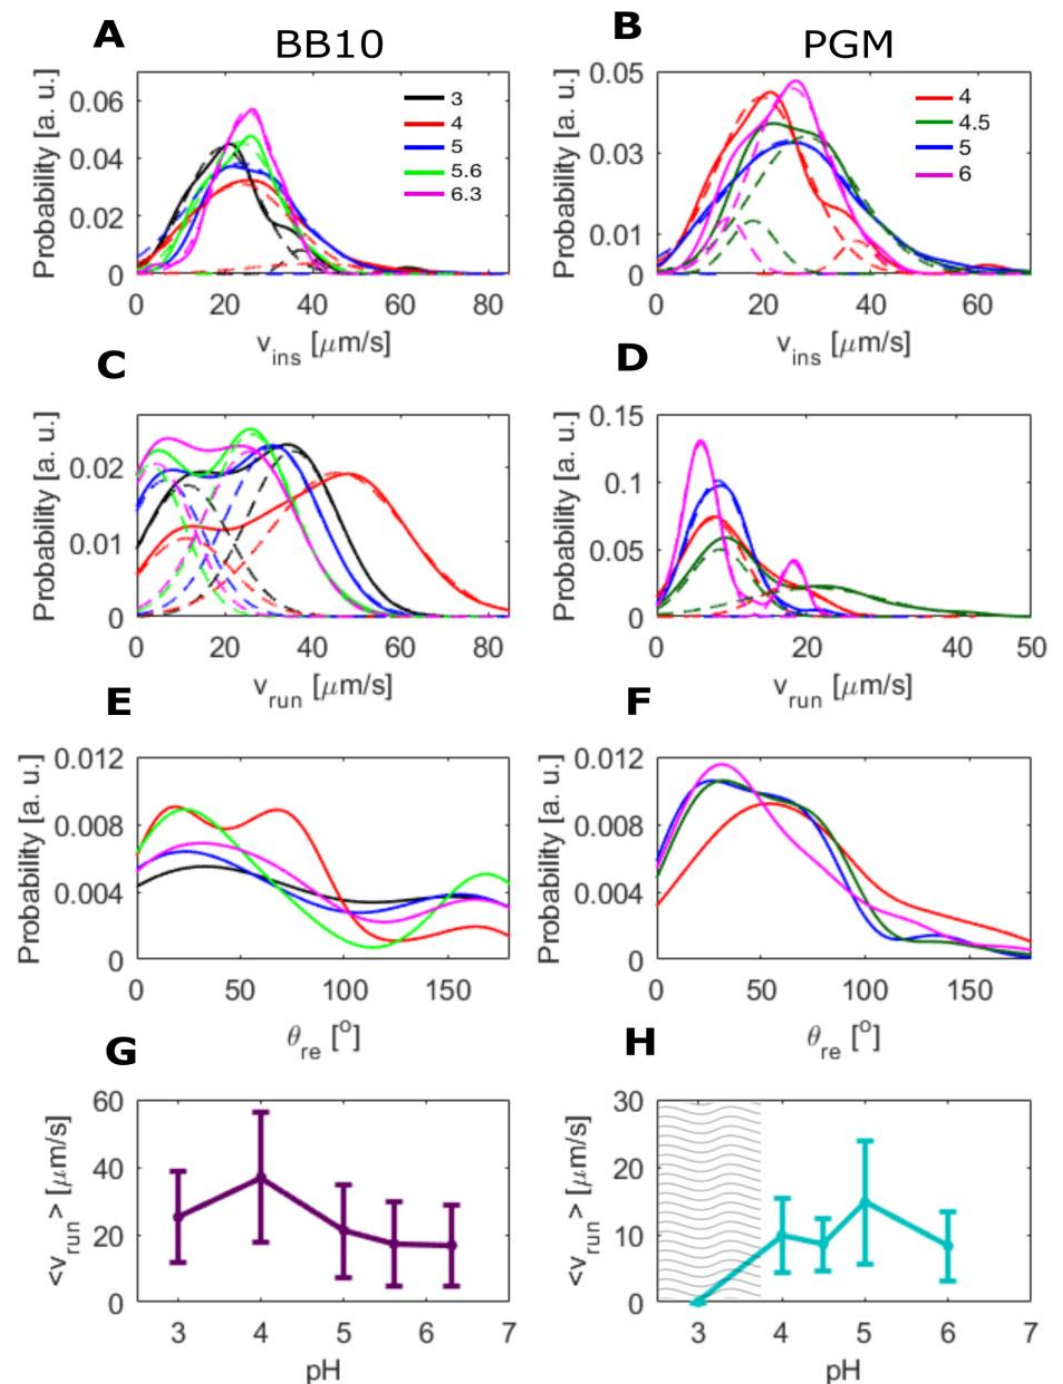 A
BB10
B
PGM
Probability [a. u.]
0.06
0.04
0.02
0
3
4
5
5.6
6.3
0 20 40 60 80
v_ins [μm/s]
Probability [a. u.]
0.05
0.03
0.01
0
4
4.5
5
6
0 20 40 60
v_ins [μm/s]
C
Probability [a. u.]
0.02
0.01
0
0 20 40 60 80
v_run [μm/s]
D
Probability [a. u.]
0.15
0.1
0.05
0
0 20 40 50
v_run [μm/s]
E
Probability [a. u.]
0.012
0.008
0.004
0
0 50 100 150
θ_re [o]
F
Probability [a. u.]
0.012
0.008
0.004
0
0 50 100 150
θ_re [o]
G
<v_run> [μm/s]
60
40
20
0
3 4 5 6 7
pH
H
<v_run> [μm/s]
30
20
10
0
3 4 5 6 7
pH